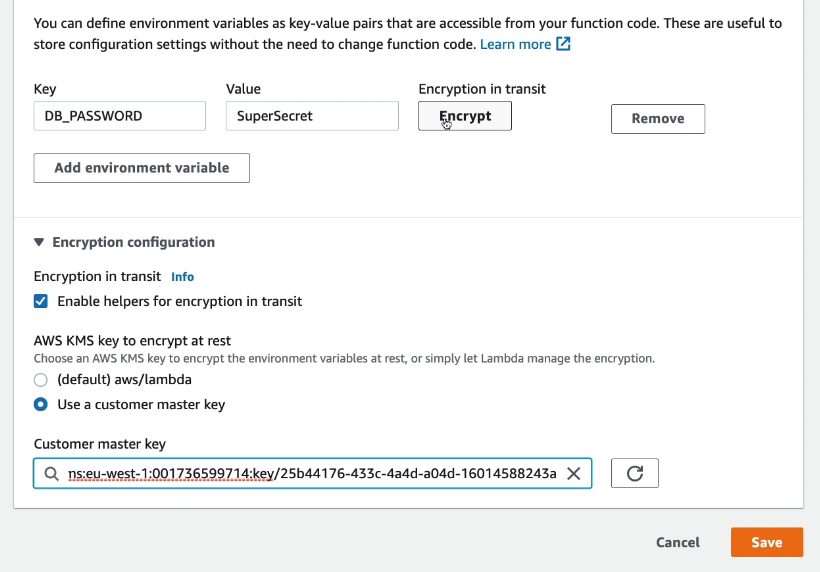 You can define environment variables as key-value pairs that are accessible from your function code. These are useful to
store configuration settings without the need to change function code. Learn more
Key Value Encryption in transit
DB_PASSWORD SuperSecret Encrypt Remove
Add environment variable
Encryption configuration
Encryption in transit Info
Enable helpers for encryption in transit
AWS KMS key to encrypt at rest
Choose an AWS KMS key to encrypt the environment variables at rest, or simply let Lambda manage the encryption.
(default) aws/lambda
Use a customer master key
Customer master key
ns:eu-west-1:001736599714:key/25b44176-433c-4a4d-a04d-16014588243a
Cancel Save